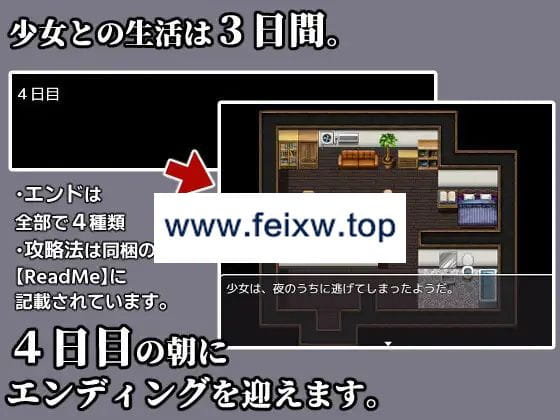 少女との生活は３日間。
４日目
・エンドは
全部で４種類
・攻略法は同梱の
【ReadMe】に
記載されています。
www.feixw.top
少女は、夜のうちに逃げてしまったようだ。
４日目の朝に
エンディングを迎えます。